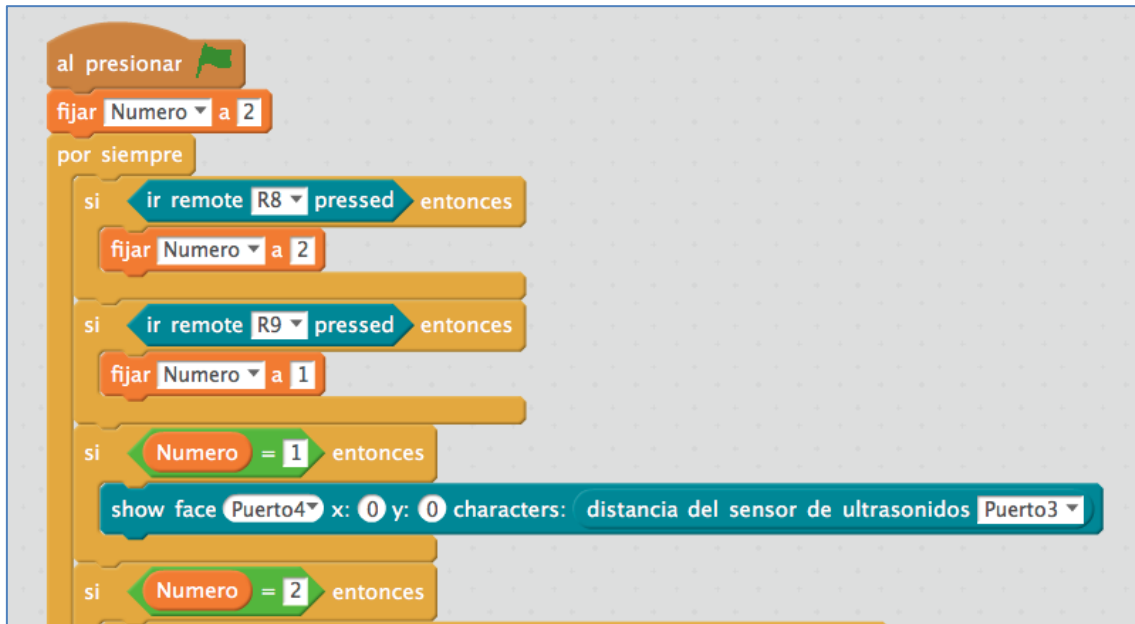 al presionar
fijar Numero a 2
por siempre
si ir remote R8 pressed entonces
fijar Numero a 2
si ir remote R9 pressed entonces
fijar Numero a 1
si Numero = 1 entonces
show face Puerto4 x: 0 y: 0 characters: distancia del sensor de ultrasonidos Puerto3
si Numero = 2 entonces